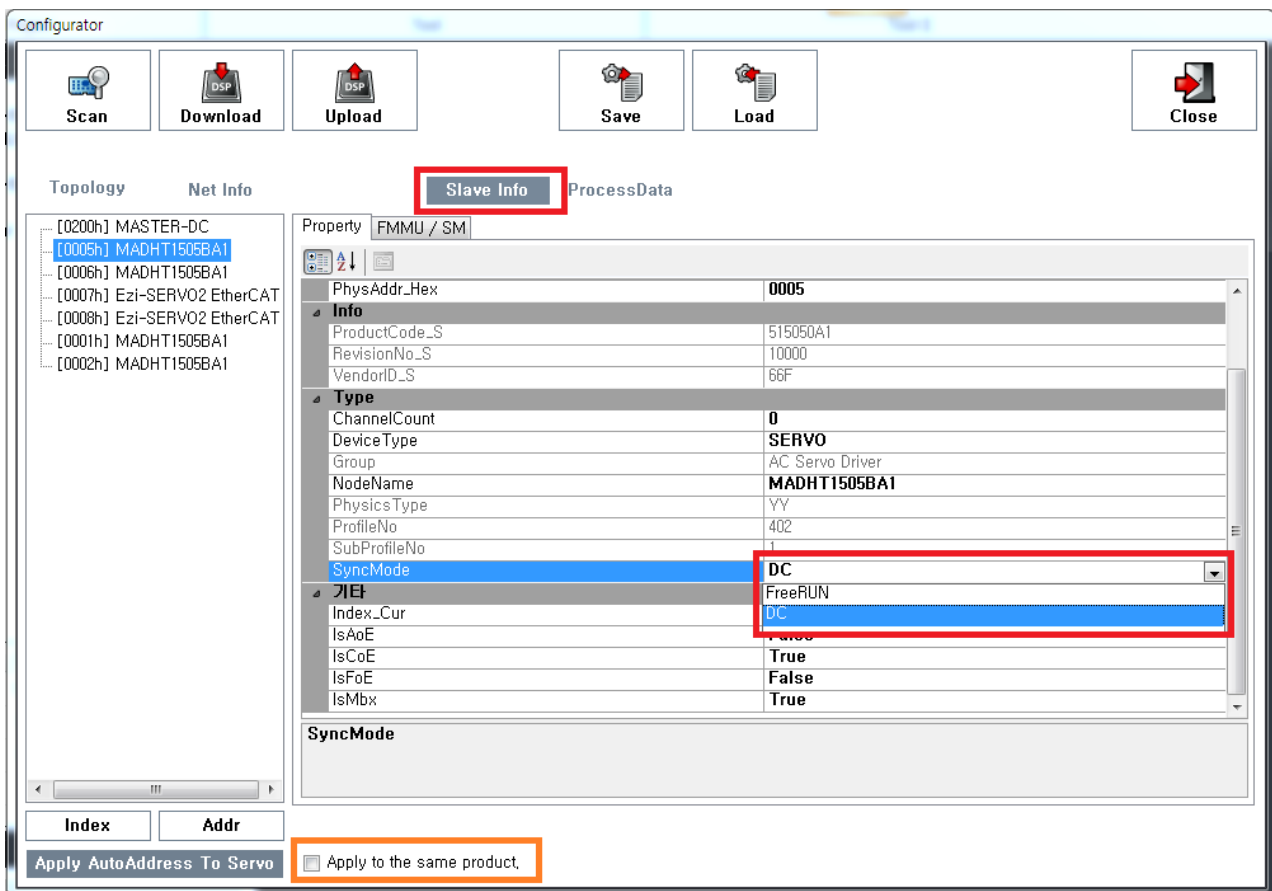 Configurator
Scan
Download
Upload
Save
Load
Close
DSP
DSP
Topology
Net Info
Slave Info
ProcessData
[0200h] MASTER-DC
[0005h] MADHT1505BA1
[0006h] MADHT1505BA1
[0007h] Ezi-SERVO2 EtherCAT
[0008h] Ezi-SERVO2 EtherCAT
[0001h] MADHT1505BA1
[0002h] MADHT1505BA1
Property
FMMU / SM
PhysAddr_Hex 0005
Info
ProductCode_S 515050A1
RevisionNo_S 10000
VendorID_S 66F
Type
ChannelCount 0
DeviceType SERVO
Group AC Servo Driver
NodeName MADHT1505BA1
PhysicsType YY
ProfileNo 402
SubProfileNo 1
SyncMode DC
FreeRUN
DC
기타
Index_Cur
IsAoE False
IsCoE True
IsFoE False
IsMbx True
SyncMode
Index
Addr
Apply AutoAddress To Servo
Apply to the same product,